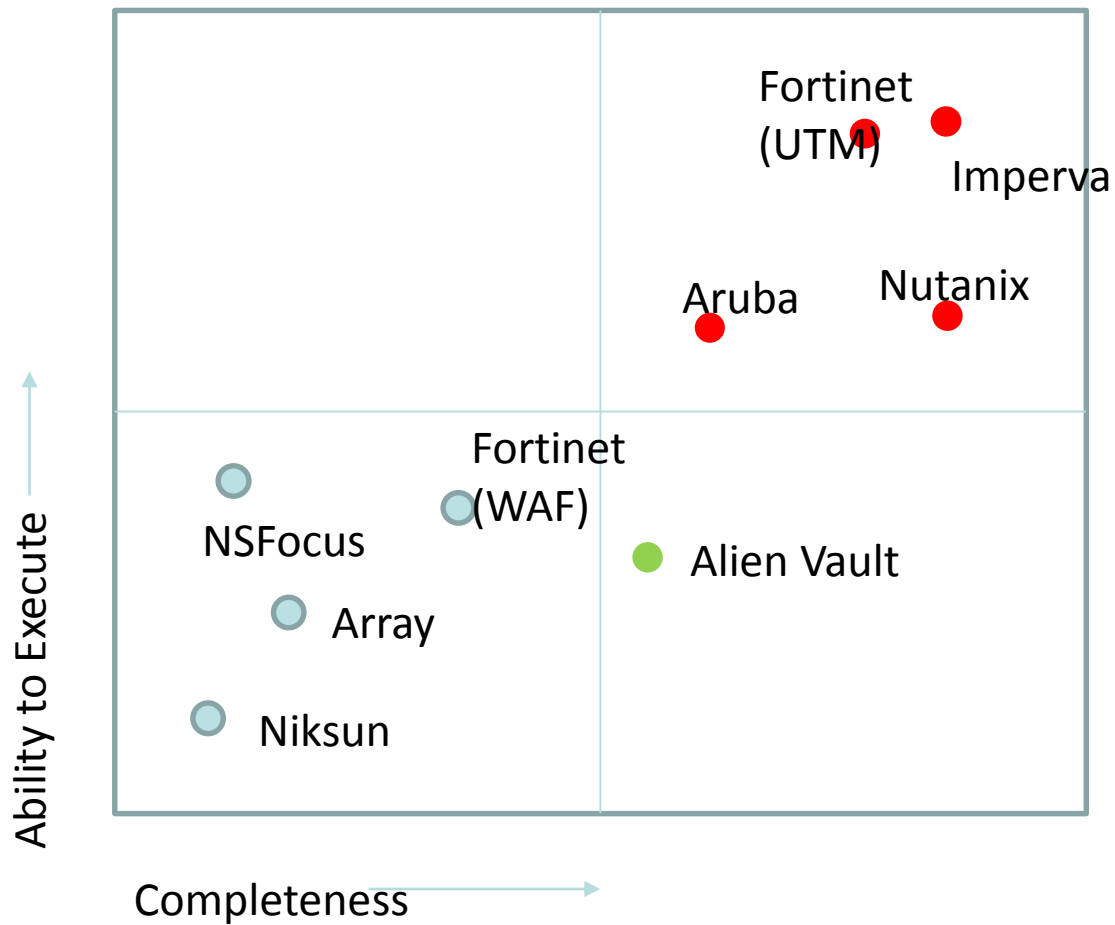 Fortinet
(UTM)
Imperva
Aruba
Nutanix
Fortinet
(WAF)
NSFocus
Alien Vault
Array
Niksun
Ability to Execute
Completeness